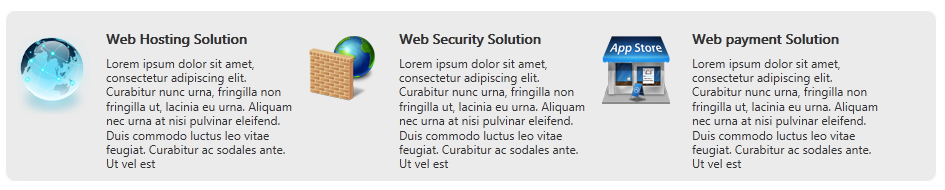 Web Hosting Solution
Lorem ipsum dolor sit amet,
consectetur adipiscing elit.
Curabitur nunc urna, fringilla non
fringilla ut, lacinia eu urna. Aliquam
nec urna at nisi pulvinar eleifend.
Duis commodo luctus leo vitae
feugiat. Curabitur ac sodales ante.
Ut vel est
Web Security Solution
Lorem ipsum dolor sit amet,
consectetur adipiscing elit.
Curabitur nunc urna, fringilla non
fringilla ut, lacinia eu urna. Aliquam
nec urna at nisi pulvinar eleifend.
Duis commodo luctus leo vitae
feugiat. Curabitur ac sodales ante.
Ut vel est
App Store
Web payment Solution
Lorem ipsum dolor sit amet,
consectetur adipiscing elit.
Curabitur nunc urna, fringilla non
fringilla ut, lacinia eu urna. Aliquam
nec urna at nisi pulvinar eleifend.
Duis commodo luctus leo vitae
feugiat. Curabitur ac sodales ante.
Ut vel est